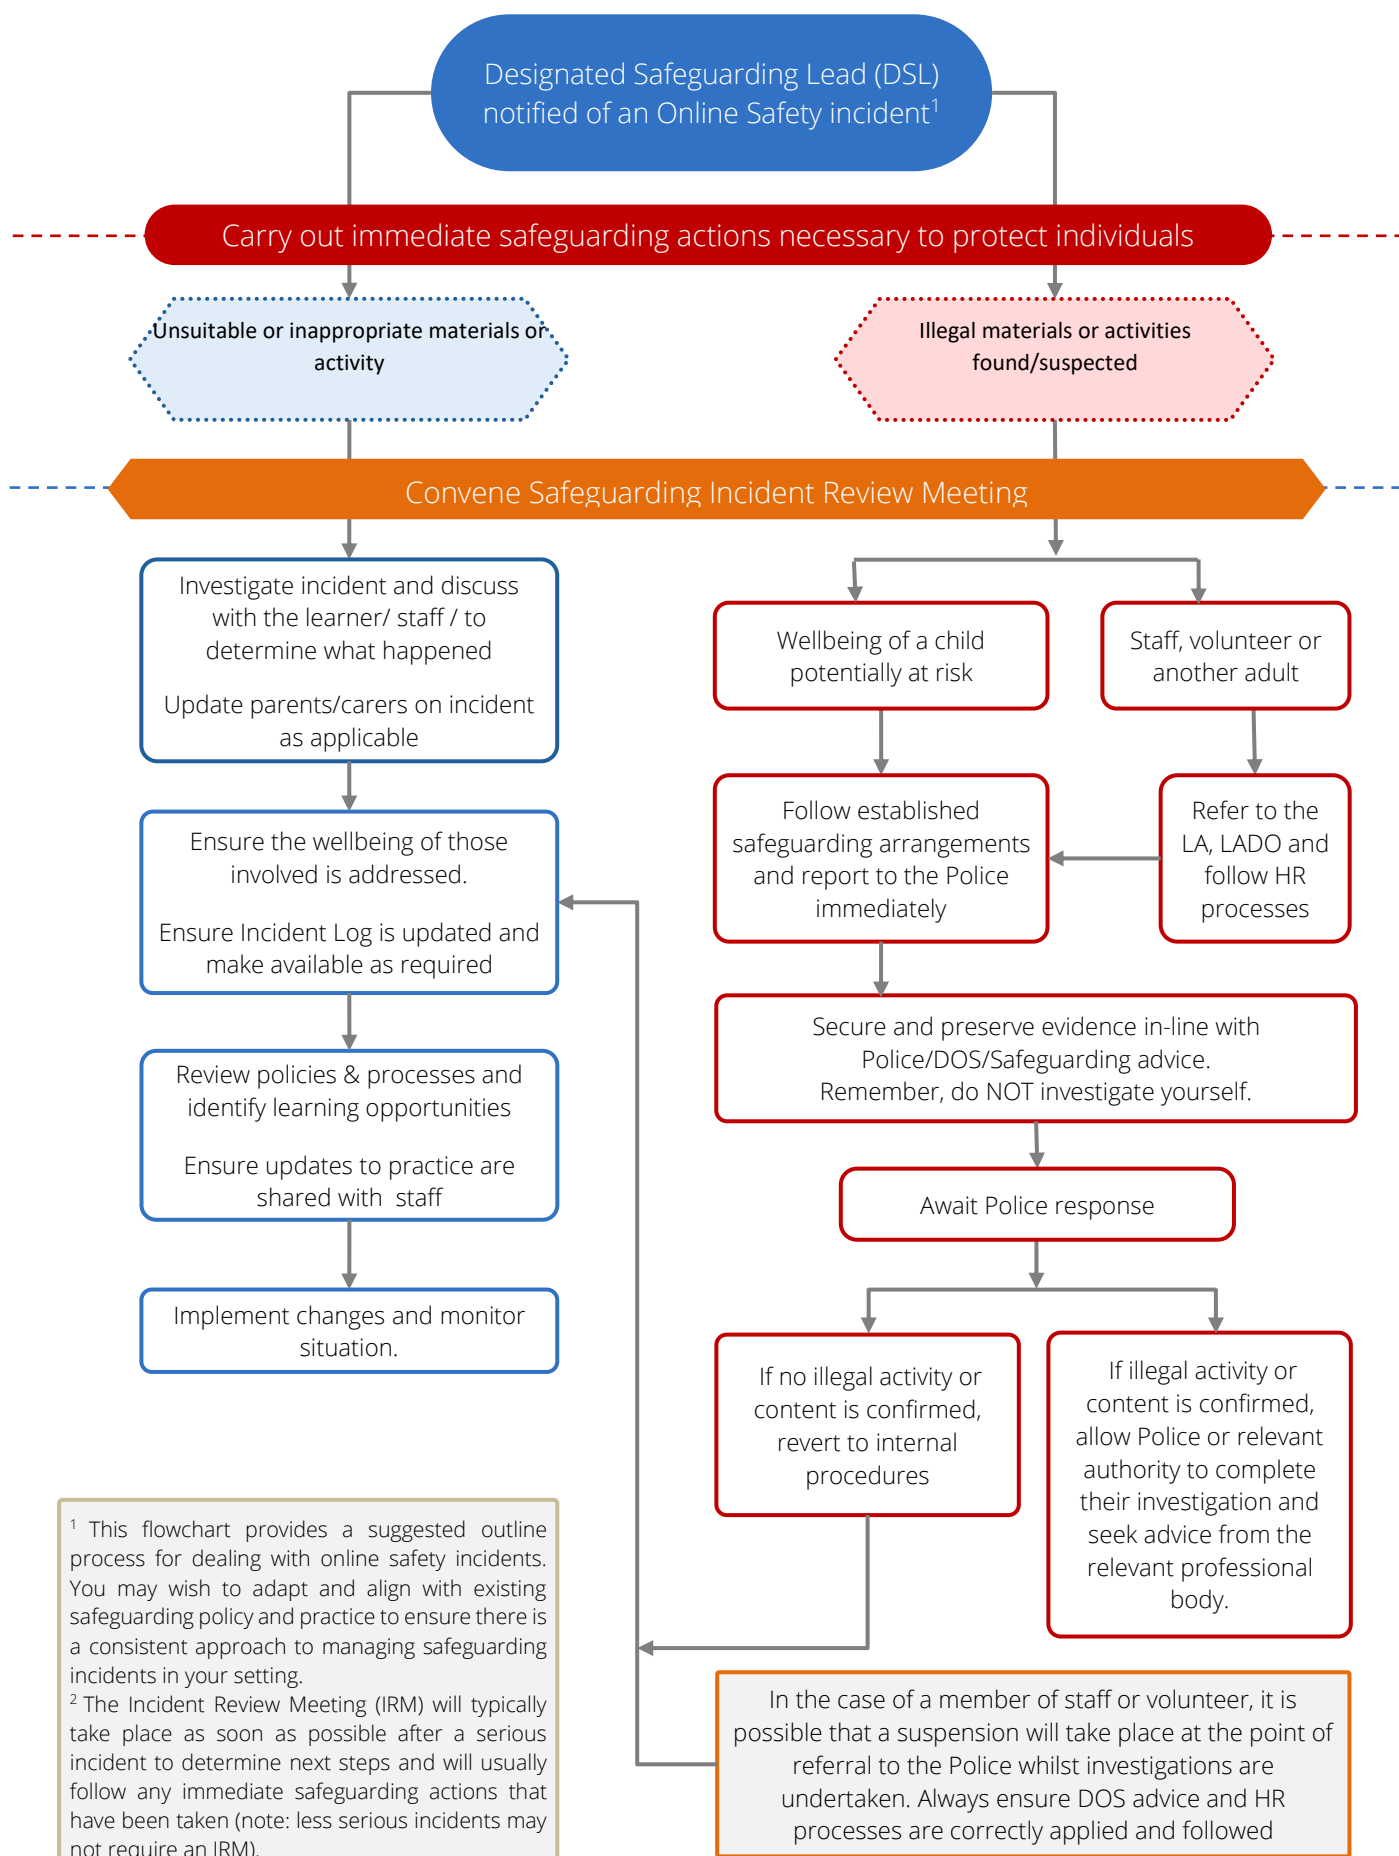 Designated Safeguarding Lead (DSL)
notified of an Online Safety incident1
Carry out immediate safeguarding actions necessary to protect individuals
Unsuitable or inappropriate materials or
activity
Illegal materials or activities
found/suspected
Convene Safeguarding Incident Review Meeting
Investigate incident and discuss
with the learner/ staff / to
determine what happened
Update parents/carers on incident
as applicable
Ensure the wellbeing of those
involved is addressed.
Ensure Incident Log is updated and
make available as required
Review policies & processes and
identify learning opportunities
Ensure updates to practice are
shared with  staff
Implement changes and monitor
situation.
Wellbeing of a child
potentially at risk
Staff, volunteer or
another adult
Follow established
safeguarding arrangements
and report to the Police
immediately
Refer to the
LA, LADO and
follow HR
processes
Secure and preserve evidence in-line with
Police/DOS/Safeguarding advice.
Remember, do NOT investigate yourself.
Await Police response
If no illegal activity or
content is confirmed,
revert to internal
procedures
If illegal activity or
content is confirmed,
allow Police or relevant
authority to complete
their investigation and
seek advice from the
relevant professional
body.
1 This flowchart provides a suggested outline
process for dealing with online safety incidents.
You may wish to adapt and align with existing
safeguarding policy and practice to ensure there is
a consistent approach to managing safeguarding
incidents in your setting.
2 The Incident Review Meeting (IRM) will typically
take place as soon as possible after a serious
incident to determine next steps and will usually
follow any immediate safeguarding actions that
have been taken (note: less serious incidents may
not require an IRM).
In the case of a member of staff or volunteer, it is
possible that a suspension will take place at the point of
referral to the Police whilst investigations are
undertaken. Always ensure DOS advice and HR
processes are correctly applied and followed